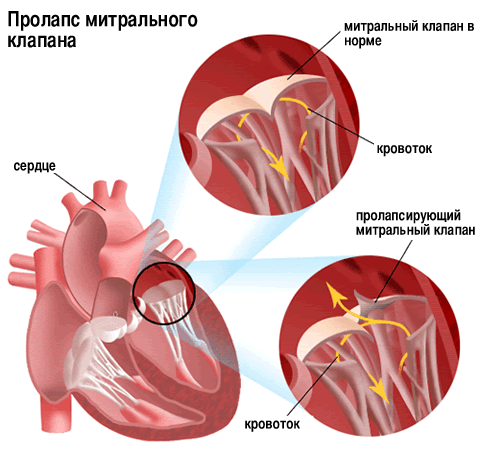 Пролапс митрального
клапана
митральный клапан в
норме
кровоток
сердце
пролапсирующий
митральный клапан
кровоток